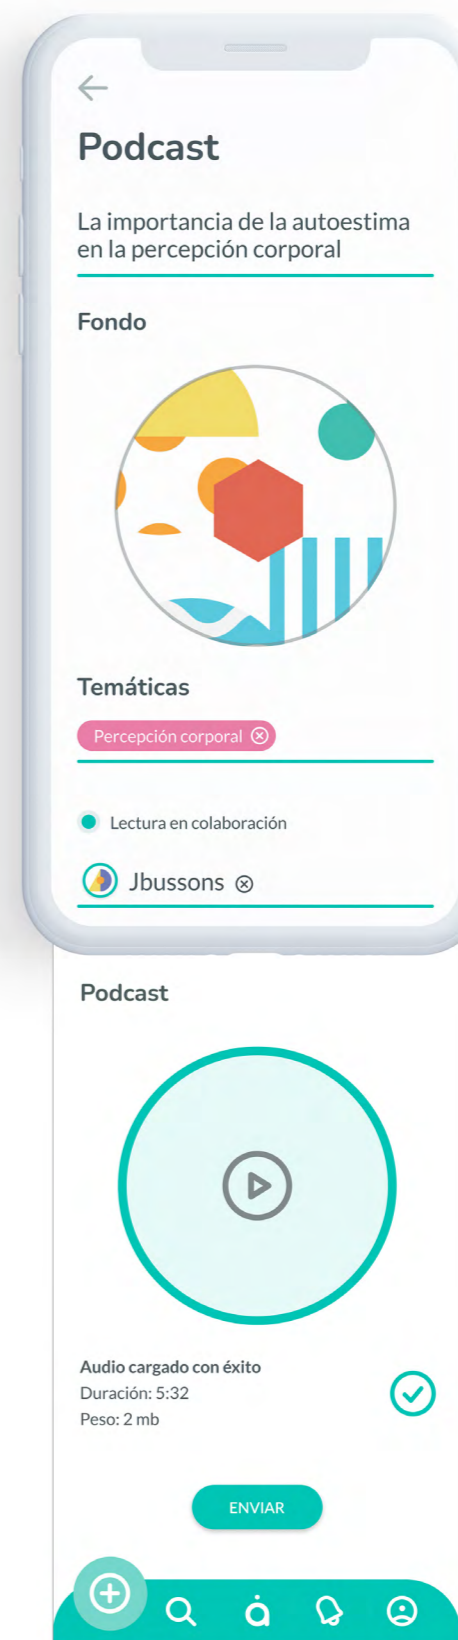 Podcast
La importancia de la autoestima
en la percepción corporal
Fondo
Temáticas
Percepción corporal
Lectura en colaboración
Jbussons
Podcast
Audio cargado con éxito
Duración: 5:32
Peso: 2 mb
ENVIAR